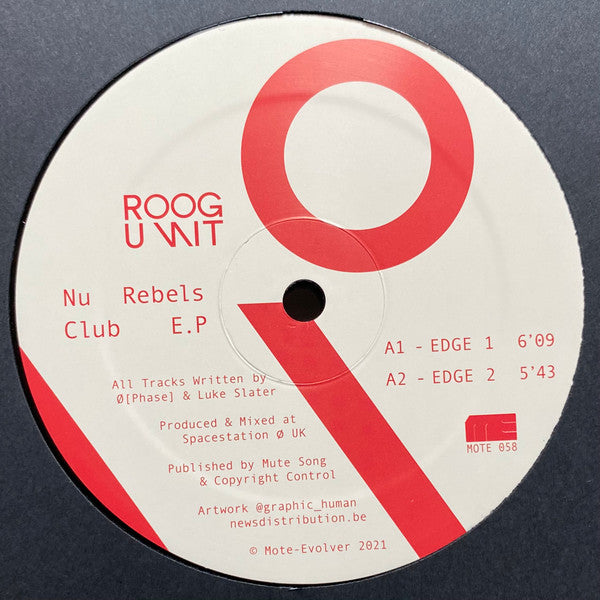 ROOG
UNIT
Nu Rebels
Club E.P
A1 - EDGE 1 6'09
A2 - EDGE 2 5'43
MOTE 058
All Tracks Written by
Ø[Phase] & Luke Slater
Produced & Mixed at
Spacestation Ø UK
Published by Mute Song
& Copyright Control
Artwork @graphic_human
newsdistribution.be
© Mote-Evolver 2021